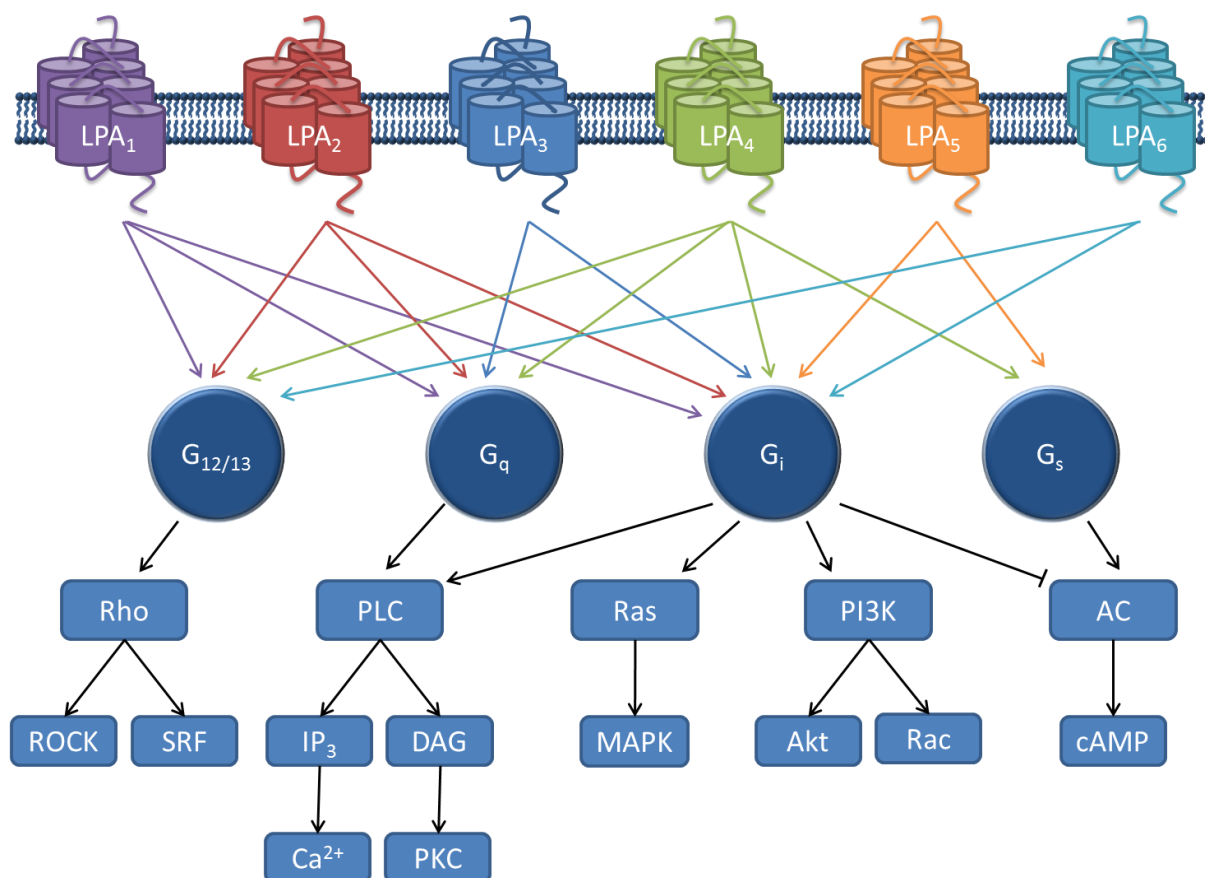 LPA₁ LPA₂ LPA₃ LPA₄ LPA₅ LPA₆
G₁₂/₁₃ Gq Gᵢ Gₛ
Rho PLC Ras PI3K AC
ROCK SRF IP₃ DAG MAPK Akt Rac cAMP
Ca²⁺ PKC